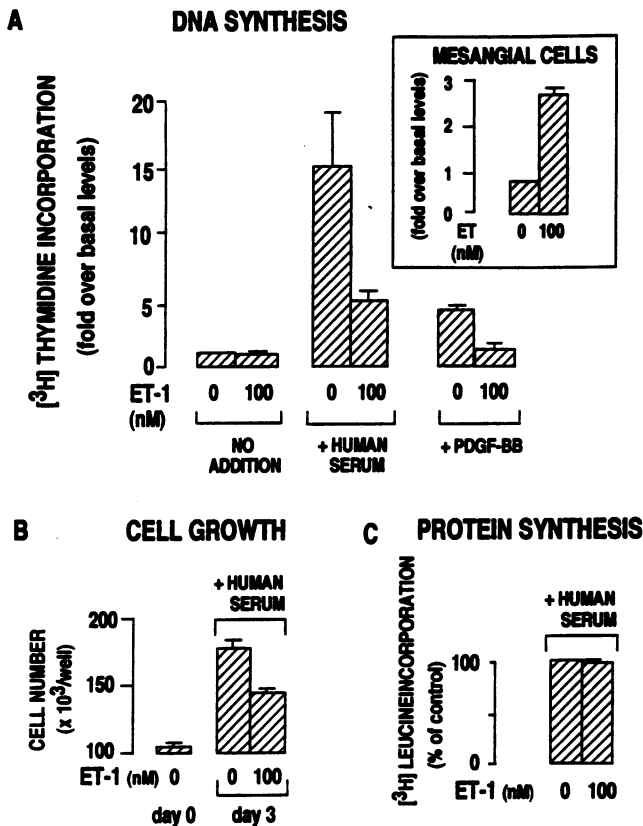 A
DNA SYNTHESIS
[³H] THYMIDINE INCORPORATION
(fold over basal levels)
20
15
10
5
0
ET-1
(nM)
0 100 0 100 0 100
NO
ADDITION
+ HUMAN
SERUM
+ PDGF-BB
MESANGIAL CELLS
(fold over basal levels)
3
2
1
0
ET
(nM)
0 100
B
CELL GROWTH
+ HUMAN
SERUM
CELL NUMBER
(x 10³/well)
200
150
100
ET-1 (nM) 0 0 100
day 0 day 3
C
PROTEIN SYNTHESIS
+ HUMAN
SERUM
[³H] LEUCINEINCORPORATION
(% of control)
100
0
ET-1 (nM) 0 100